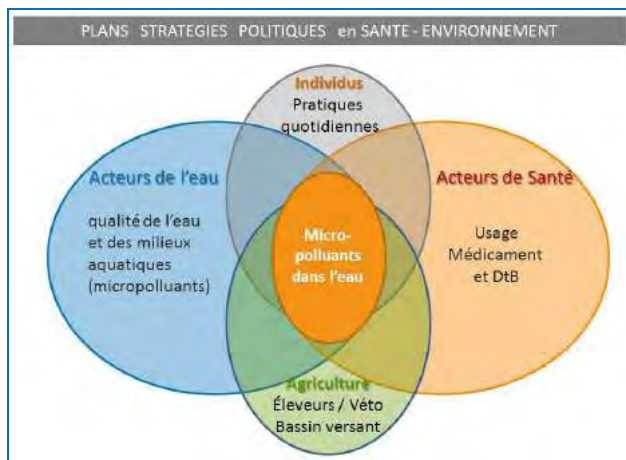 PLANS STRATEGIES POLITIQUES en SANTE - ENVIRONNEMENT
Individus
Pratiques
quotidiennes
Acteurs de l'eau
qualité de l'eau
et des milieux
aquatiques
(micropolluants)
Micro-
polluants
dans l'eau
Acteurs de Santé
Usage
Médicament
et DtB
Agriculture
Éleveurs / Véto
Bassin versant